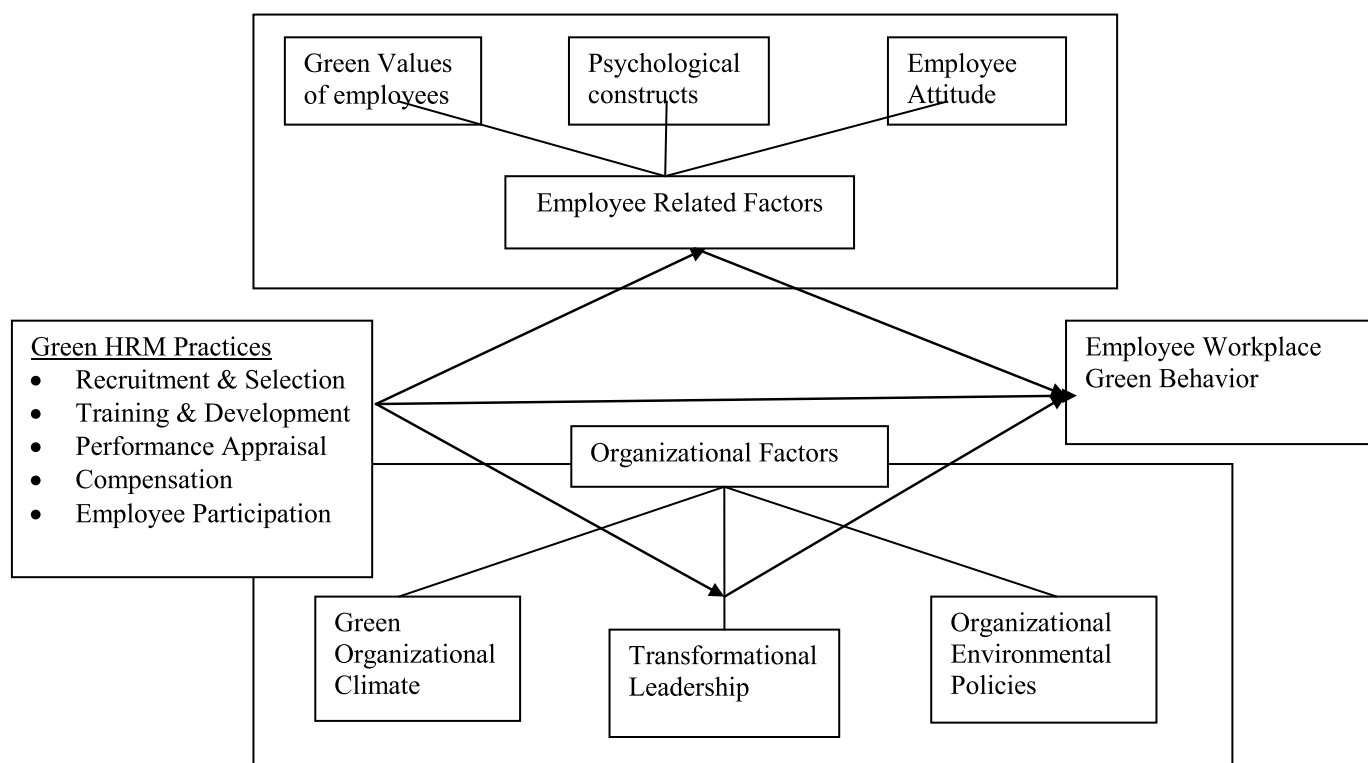 Green Values
of employees
Psychological
constructs
Employee
Attitude
Employee Related Factors
Green HRM Practices
• Recruitment & Selection
• Training & Development
• Performance Appraisal
• Compensation
• Employee Participation
Employee Workplace
Green Behavior
Organizational Factors
Green
Organizational
Climate
Transformational
Leadership
Organizational
Environmental
Policies